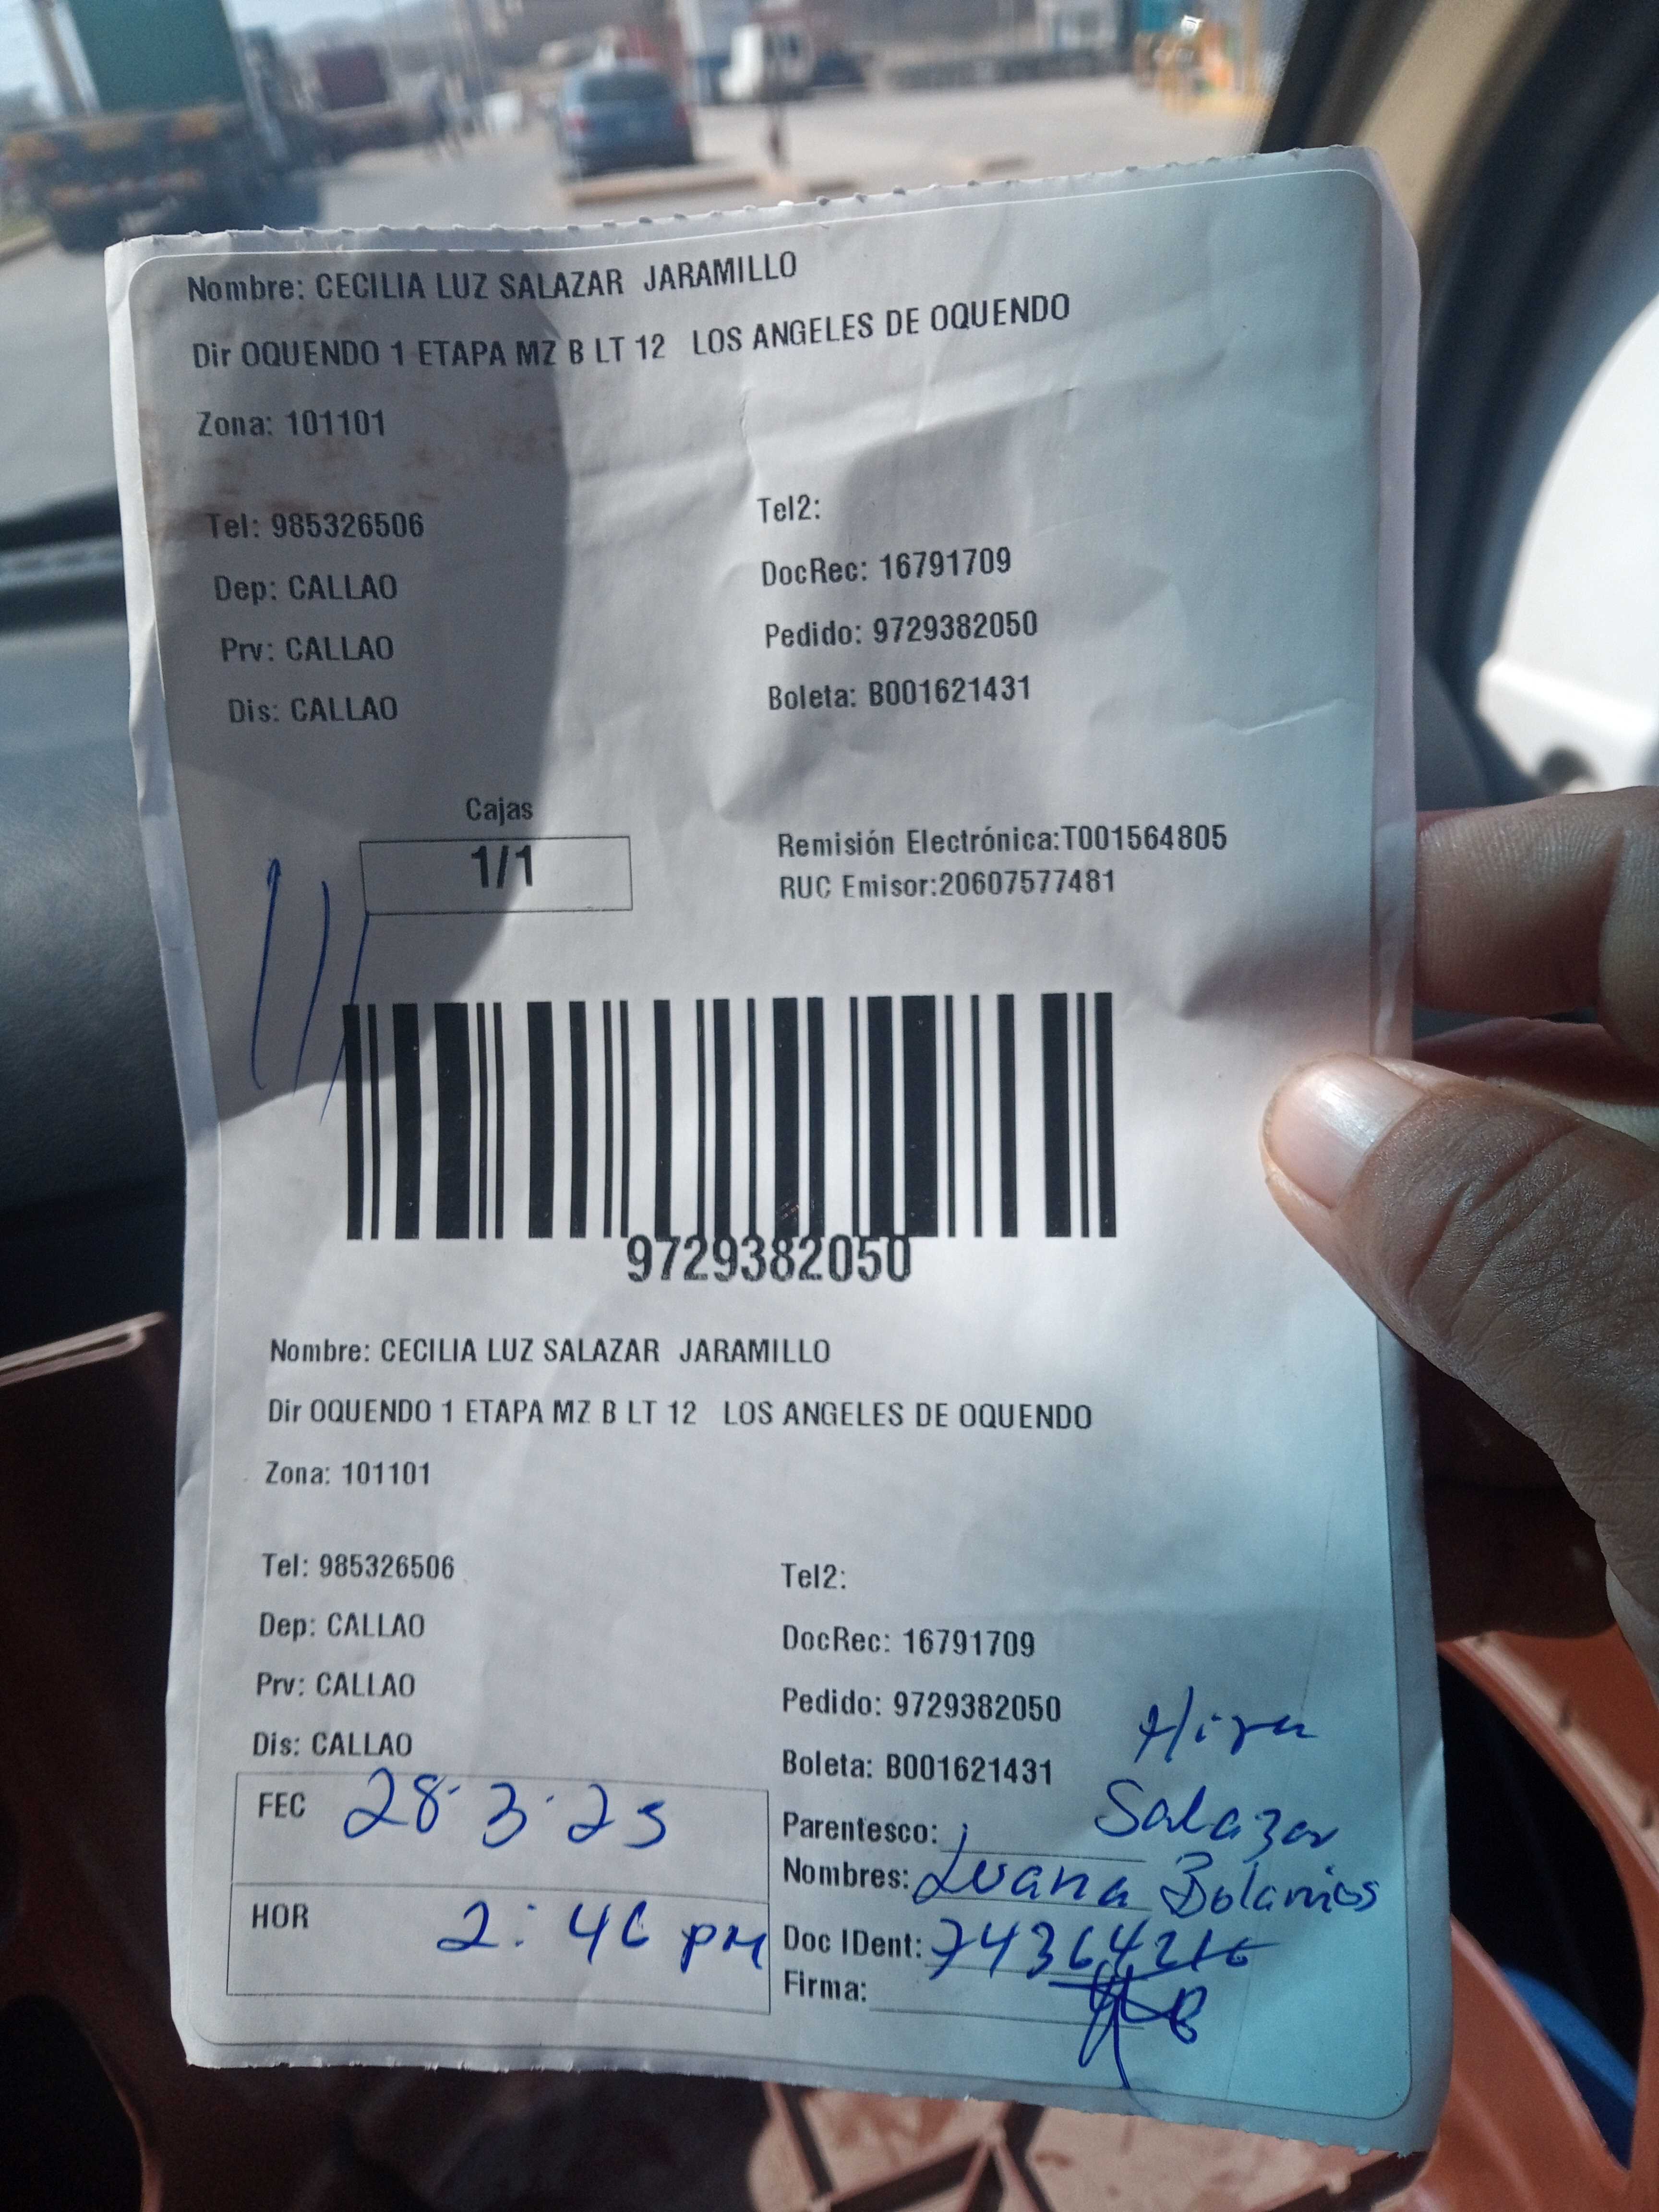 Nombre: CECILIA LUZ SALAZAR JARAMILLO
Dir OQUENDO 1 ETAPA MZ B LT 12 LOS ANGELES DE OQUENDO
Zona: 101101
Tel: 985326506
Tel2:
Dep: CALLAO
DocRec: 16791709
Prv: CALLAO
Pedido: 9729382050
Dis: CALLAO
Boleta: B001621431
Cajas
1/1
Remisión Electrónica:T001564805
RUC Emisor:20607577481
9729382050
Nombre: CECILIA LUZ SALAZAR JARAMILLO
Dir OQUENDO 1 ETAPA MZ B LT 12 LOS ANGELES DE OQUENDO
Zona: 101101
Tel: 985326506
Tel2:
Dep: CALLAO
DocRec: 16791709
Prv: CALLAO
Pedido: 9729382050
Dis: CALLAO
Boleta: B001621431
FEC 28.3.23
HOR 2:46 pm
Parentesco:
Salazar
Nombres: Luana Bolaños
Doc IDent: 74364216
Firma: